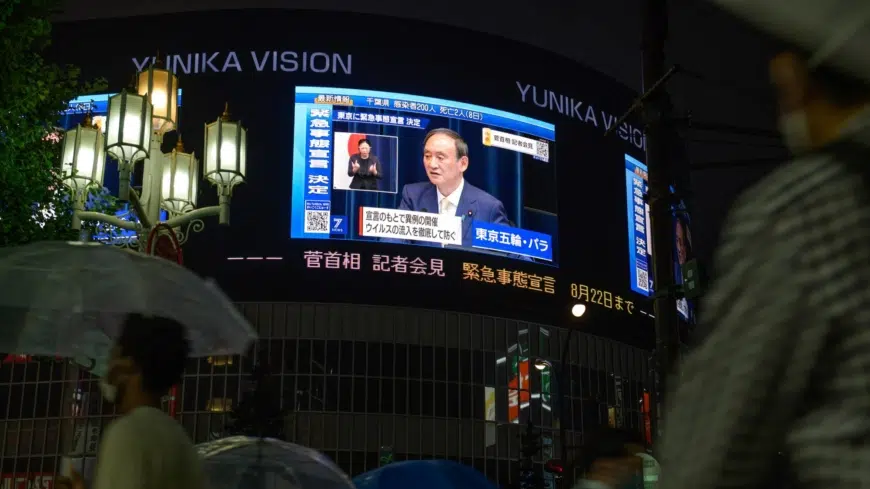 YUNIKA VISION
YUNIKA VISION
最新情報
千葉県 感染者200人 死亡2人(8日)
緊急事態宣言 決定
東京に緊急事態宣言 決定
菅首相 記者会見
宣言のもとで異例の開催
ウイルスの流入を徹底して防ぐ
東京五輪・パラ
--- 菅首相 記者会見 緊急事態宣言 8月22日まで --